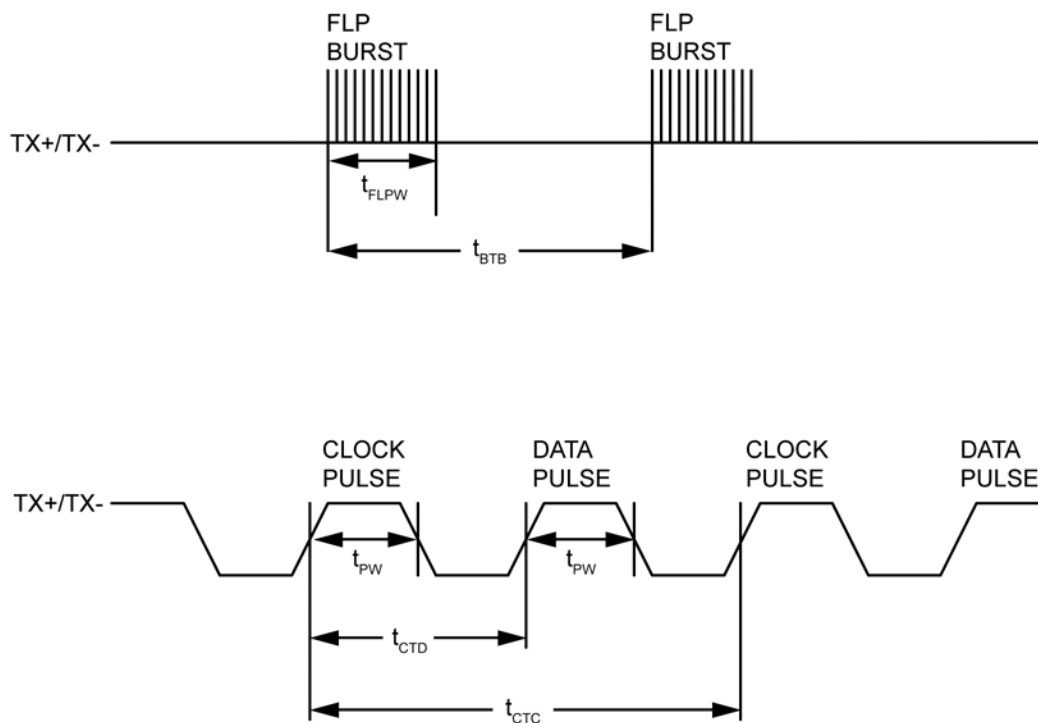 FLP
BURST
FLP
BURST
TX+/TX-
tFLPW
tBTB
CLOCK
PULSE
DATA
PULSE
CLOCK
PULSE
DATA
PULSE
TX+/TX-
tPW
tPW
tCTD
tCTC